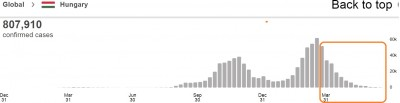 Global > Hungary
Back to top
807,910
confirmed cases
60k
40k
20k
0
Dec 31
Mar 31
Jun 30
Sep 30
Dec 31
Mar 31